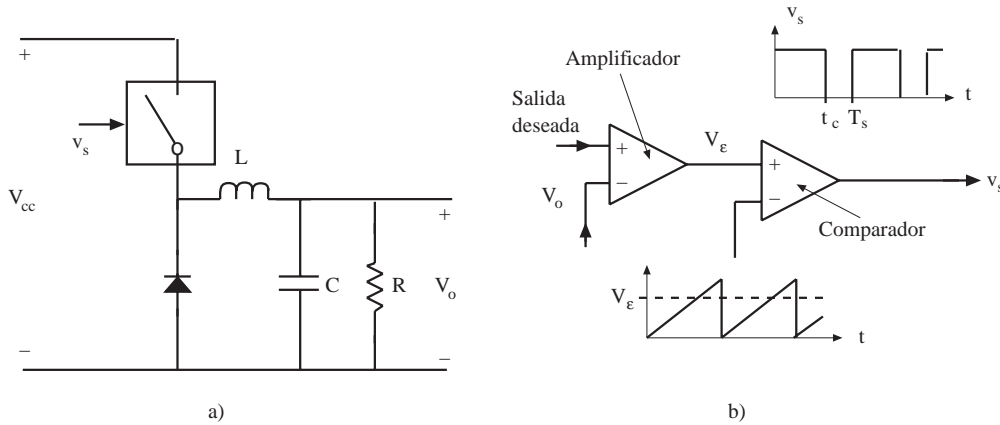 +
v_s
V_cc
L
C
R
+
V_o
−
−
a)
v_s
t
t_c T_s
Amplificador
Salida
deseada
V_ε
+
−
V_o
+
−
v_s
Comparador
V_ε
t
b)